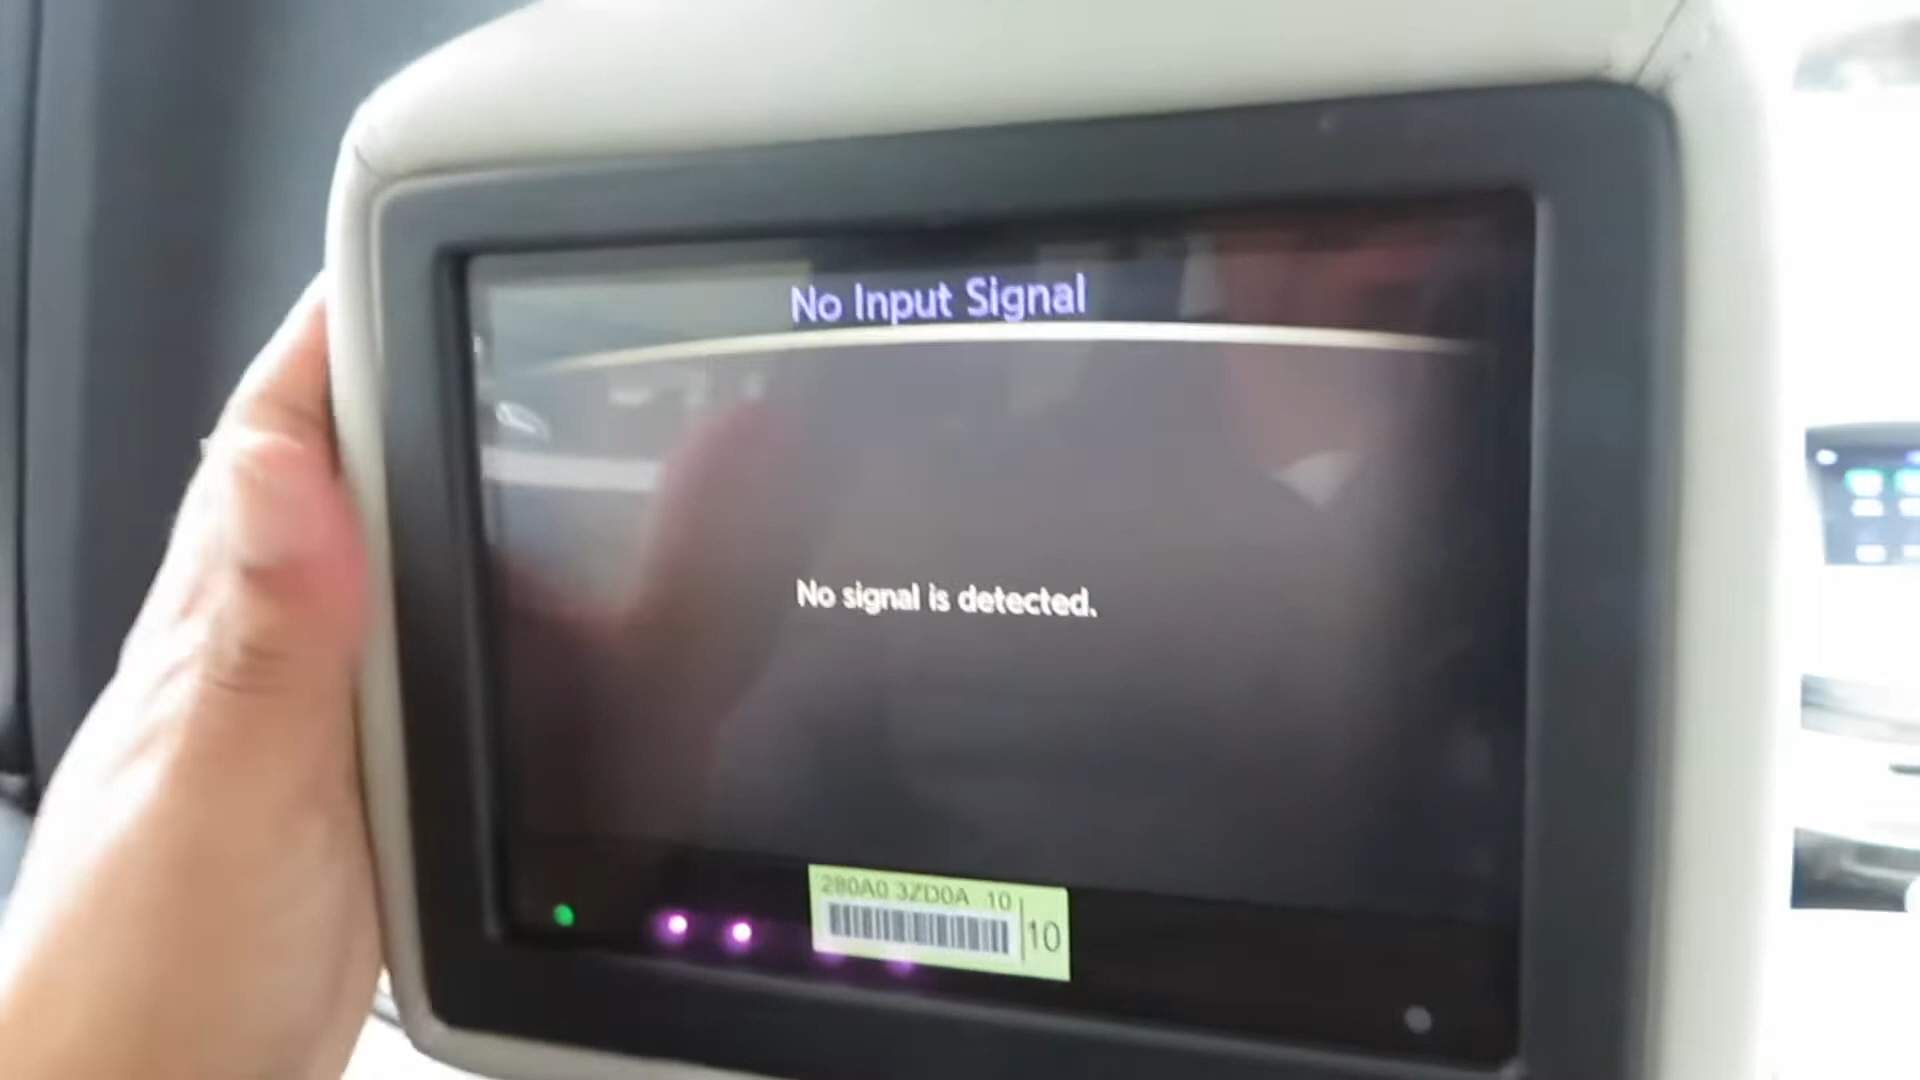 No Input Signal
No signal is detected.
280A0 3ZD0A 10
10